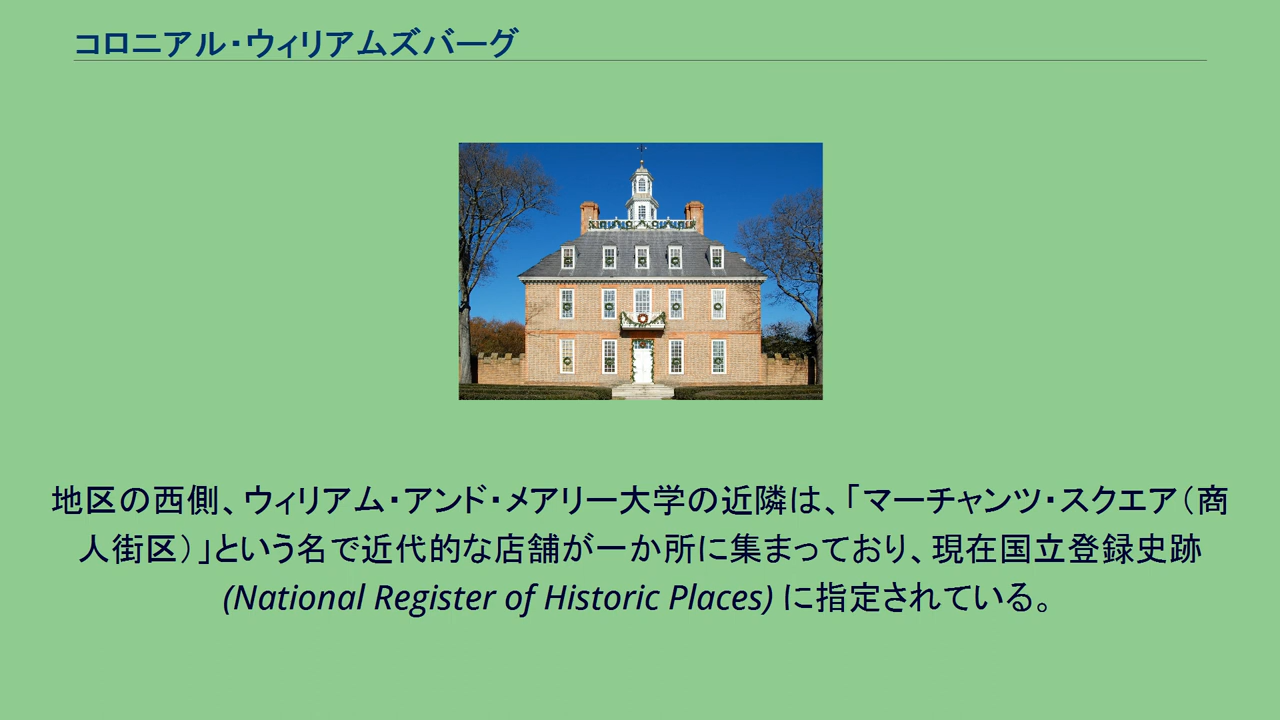 コロニアル・ウィリアムズバーグ
地区の西側、ウィリアム・アンド・メアリー大学の近隣は、「マーチャンツ・スクエア（商
人街区）」という名で近代的な店舗が一か所に集まっており、現在国立登録史跡
(National Register of Historic Places) に指定されている。